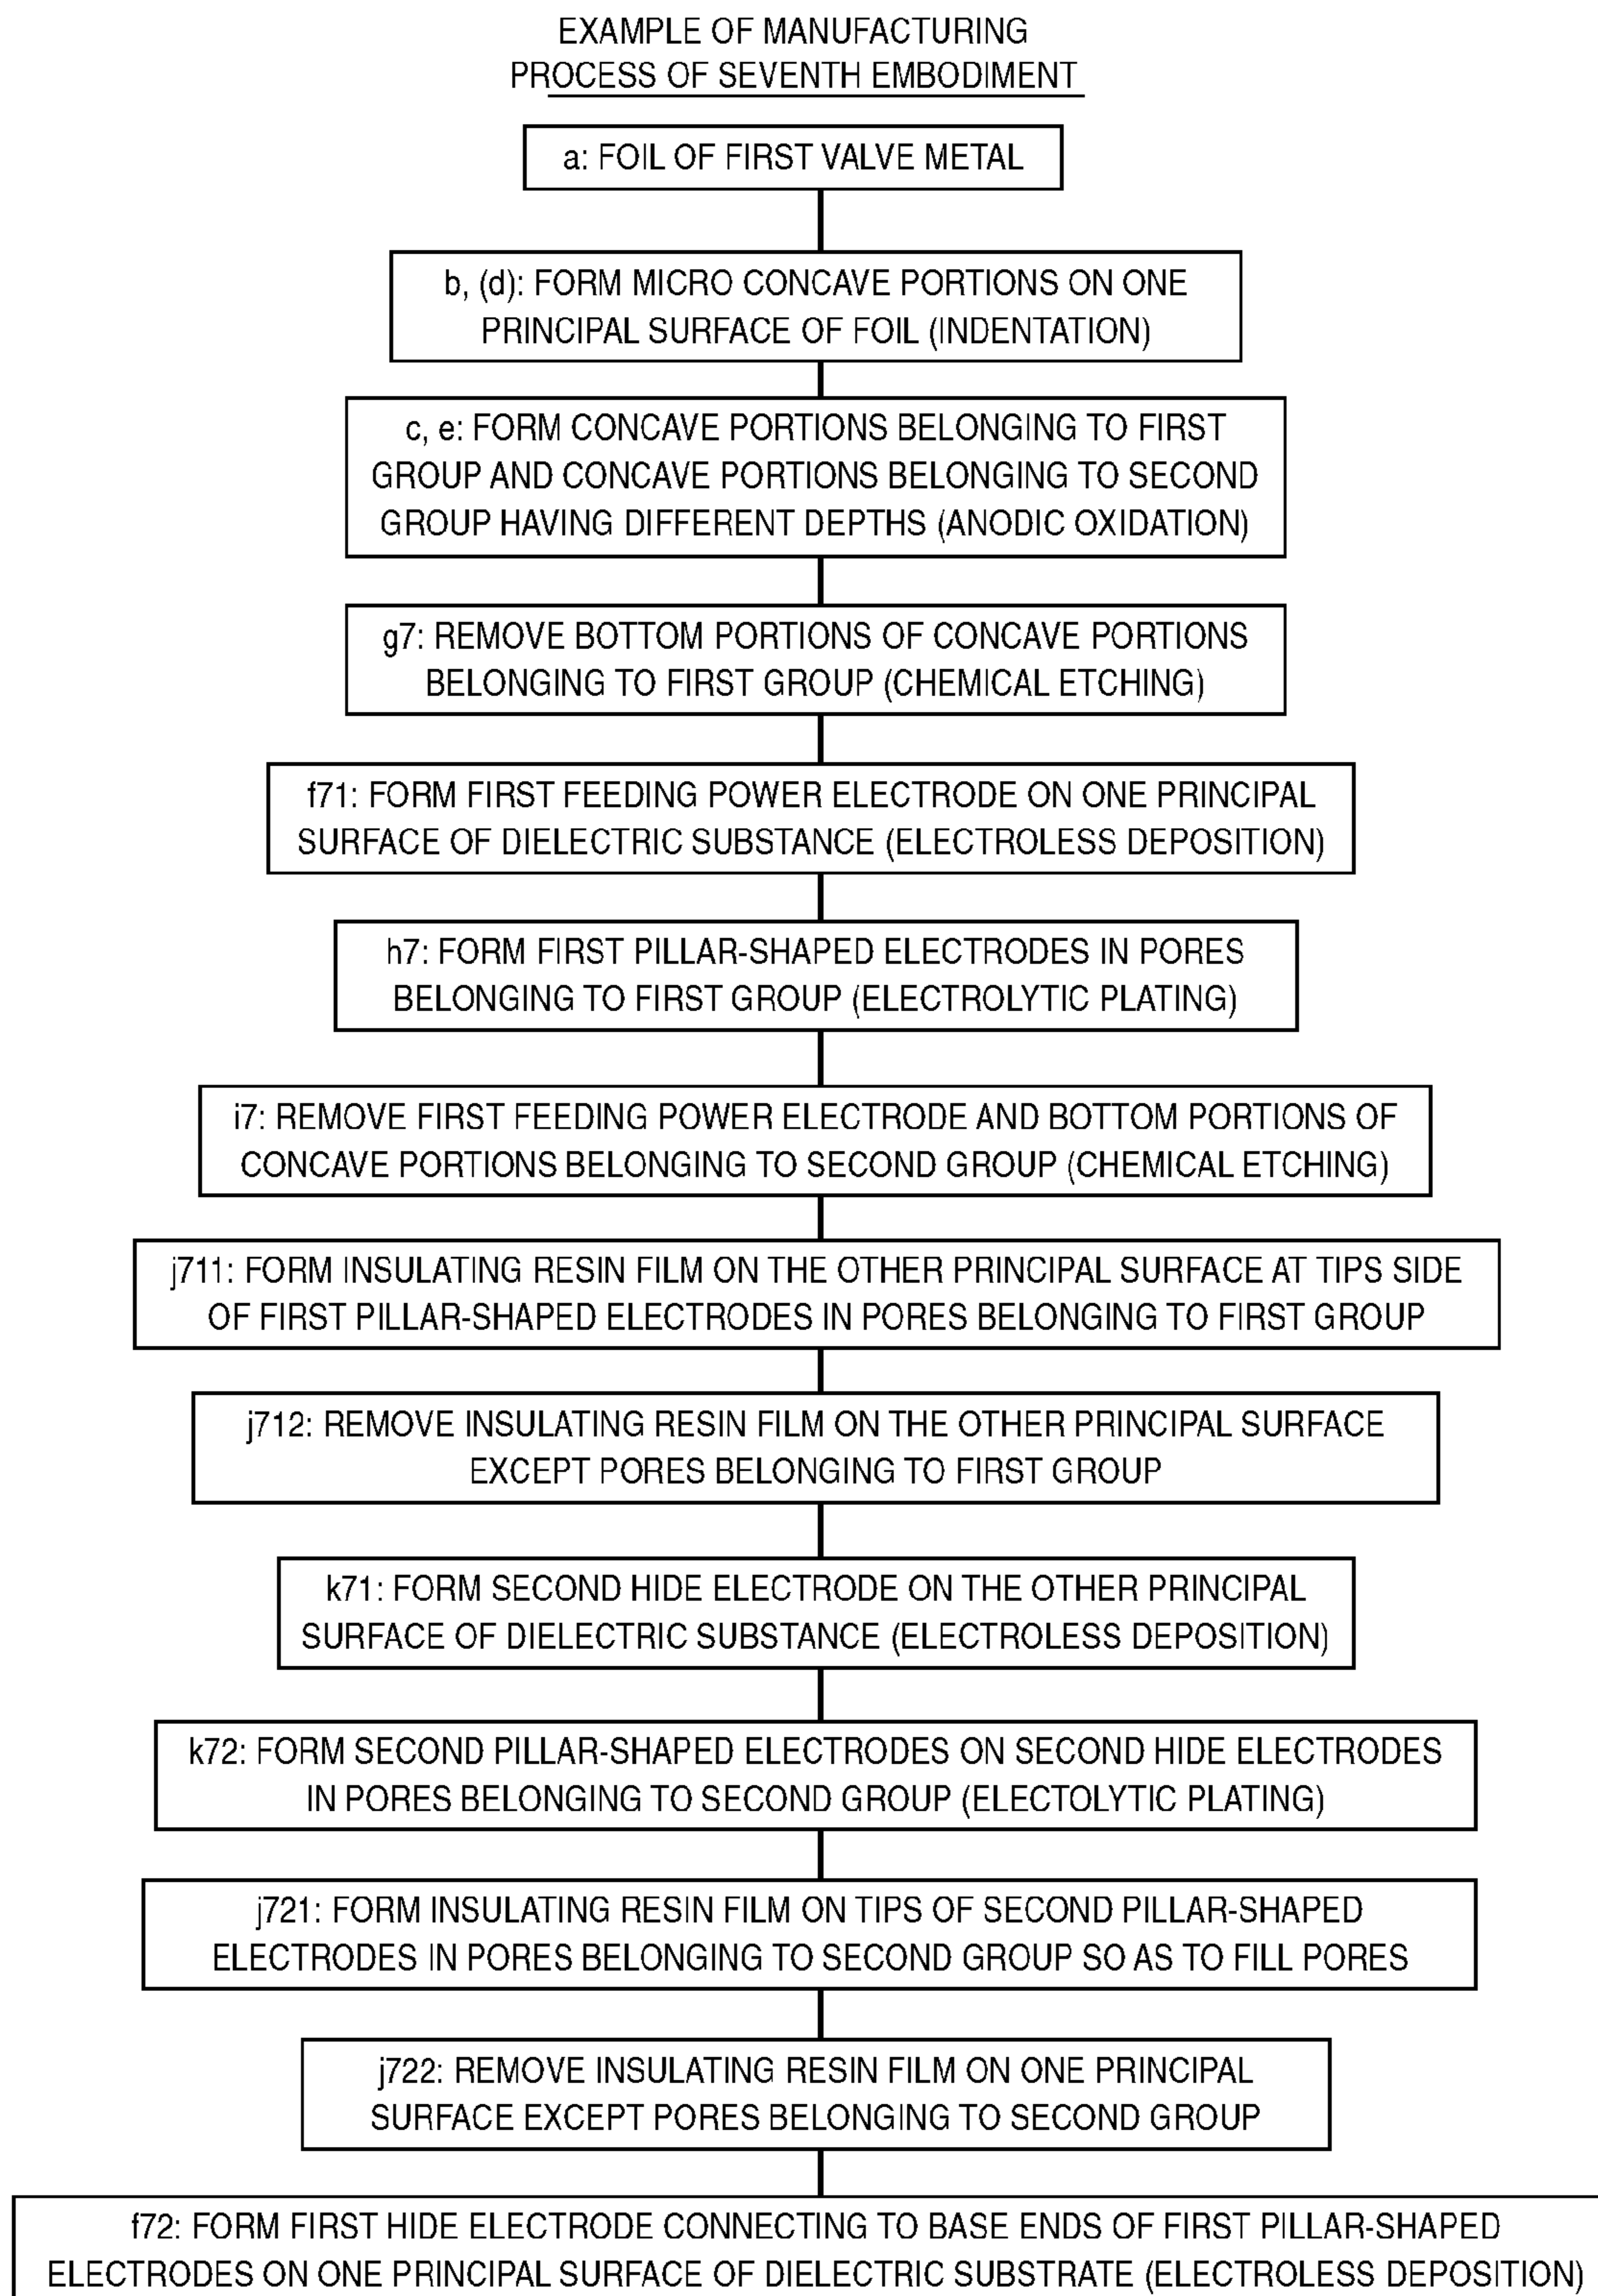 EXAMPLE OF MANUFACTURING
PROCESS OF SEVENTH EMBODIMENT
a: FOIL OF FIRST VALVE METAL
b, (d): FORM MICRO CONCAVE PORTIONS ON ONE
PRINCIPAL SURFACE OF FOIL (INDENTATION)
c, e: FORM CONCAVE PORTIONS BELONGING TO FIRST
GROUP AND CONCAVE PORTIONS BELONGING TO SECOND
GROUP HAVING DIFFERENT DEPTHS (ANODIC OXIDATION)
g7: REMOVE BOTTOM PORTIONS OF CONCAVE PORTIONS
BELONGING TO FIRST GROUP (CHEMICAL ETCHING)
f71: FORM FIRST FEEDING POWER ELECTRODE ON ONE PRINCIPAL
SURFACE OF DIELECTRIC SUBSTANCE (ELECTROLESS DEPOSITION)
h7: FORM FIRST PILLAR-SHAPED ELECTRODES IN PORES
BELONGING TO FIRST GROUP (ELECTROLYTIC PLATING)
i7: REMOVE FIRST FEEDING POWER ELECTRODE AND BOTTOM PORTIONS OF
CONCAVE PORTIONS BELONGING TO SECOND GROUP (CHEMICAL ETCHING)
j711: FORM INSULATING RESIN FILM ON THE OTHER PRINCIPAL SURFACE AT TIPS SIDE
OF FIRST PILLAR-SHAPED ELECTRODES IN PORES BELONGING TO FIRST GROUP
j712: REMOVE INSULATING RESIN FILM ON THE OTHER PRINCIPAL SURFACE
EXCEPT PORES BELONGING TO FIRST GROUP
k71: FORM SECOND HIDE ELECTRODE ON THE OTHER PRINCIPAL
SURFACE OF DIELECTRIC SUBSTANCE (ELECTROLESS DEPOSITION)
k72: FORM SECOND PILLAR-SHAPED ELECTRODES ON SECOND HIDE ELECTRODES
IN PORES BELONGING TO SECOND GROUP (ELECTOLYTIC PLATING)
j721: FORM INSULATING RESIN FILM ON TIPS OF SECOND PILLAR-SHAPED
ELECTRODES IN PORES BELONGING TO SECOND GROUP SO AS TO FILL PORES
j722: REMOVE INSULATING RESIN FILM ON ONE PRINCIPAL
SURFACE EXCEPT PORES BELONGING TO SECOND GROUP
f72: FORM FIRST HIDE ELECTRODE CONNECTING TO BASE ENDS OF FIRST PILLAR-SHAPED
ELECTRODES ON ONE PRINCIPAL SURFACE OF DIELECTRIC SUBSTRATE (ELECTROLESS DEPOSITION)